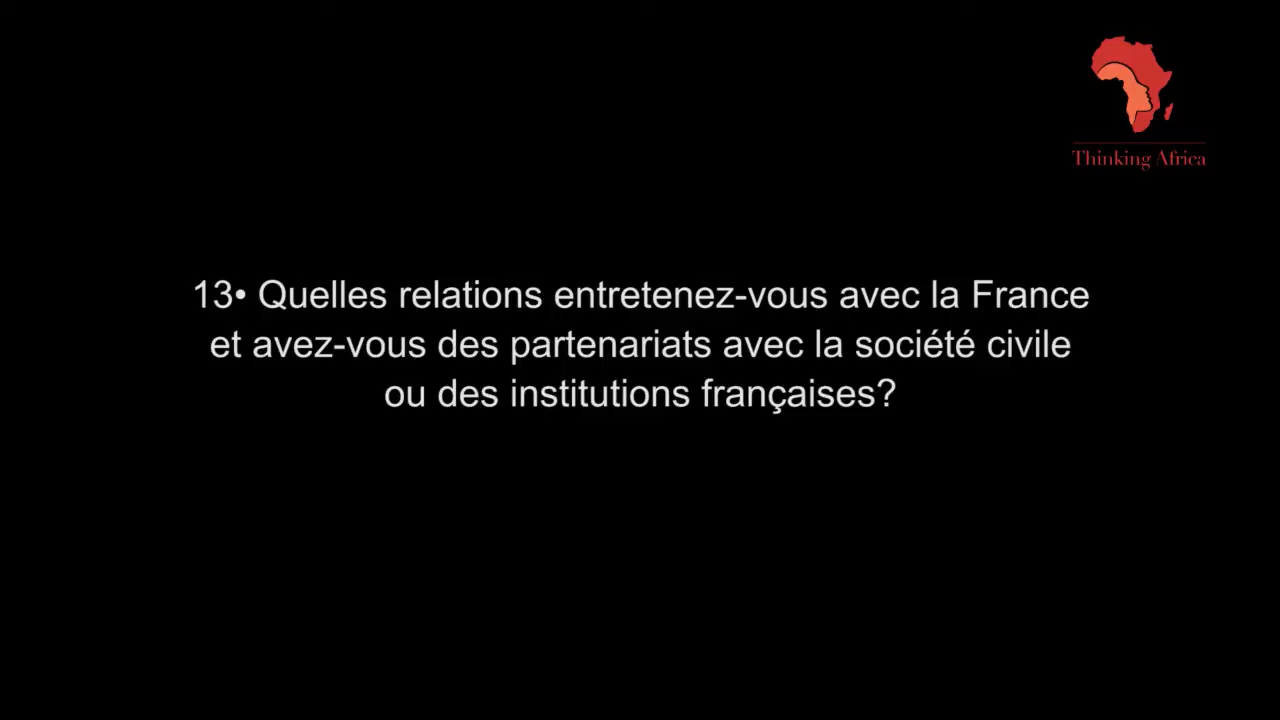 Thinking Africa
13• Quelles relations entretenez-vous avec la France
et avez-vous des partenariats avec la société civile
ou des institutions françaises?